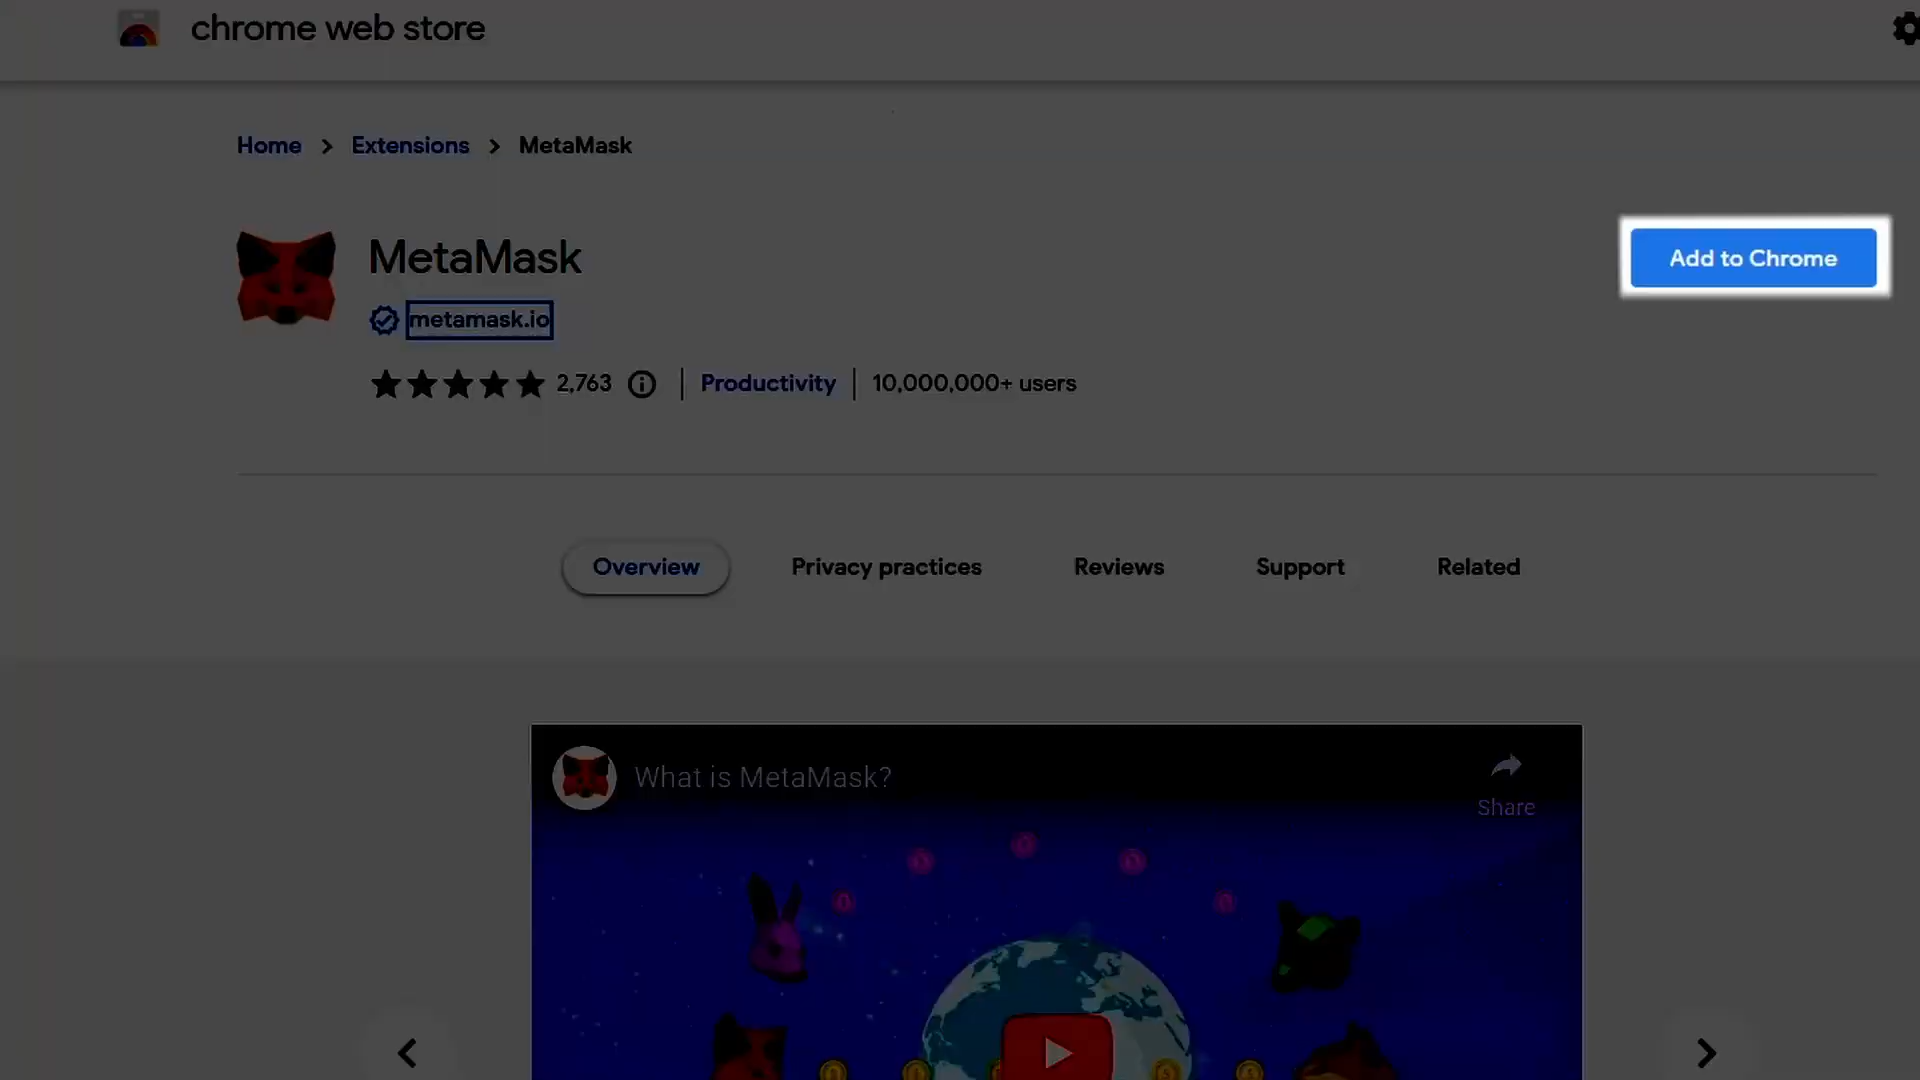 chrome web store
Home > Extensions > MetaMask
MetaMask
Add to Chrome
metamask.io
2,763 | Productivity | 10,000,000+ users
Overview Privacy practices Reviews Support Related
What is MetaMask?
Share